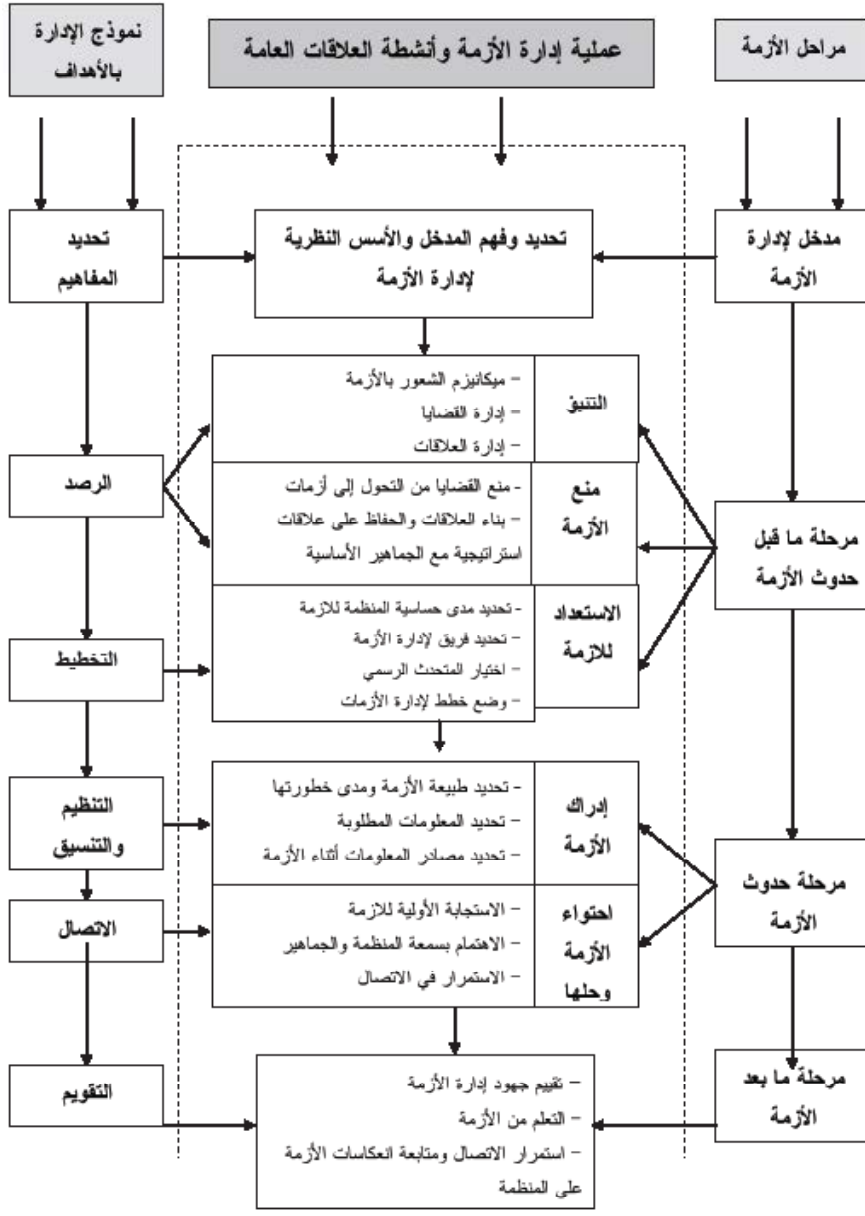 مراحل الأزمة
عملية إدارة الأزمة وأنشطة العلاقات العامة
نموذج الإدارة
بالأهداف
مدخل لإدارة
الأزمة
تحديد وفهم المدخل والأسس النظرية
لإدارة الأزمة
تحديد
المفاهيم
التنبؤ
– ميكانيزم الشعور بالأزمة
– إدارة القضايا
– إدارة العلاقات
الرصد
منع
الأزمة
- منع القضايا من التحول إلى أزمات
– بناء العلاقات والحفاظ على علاقات
استراتيجية مع الجماهير الأساسية
مرحلة ما قبل
حدوث الأزمة
الاستعداد
للازمة
- تحديد مدى حساسية المنظمة للازمة
– تحديد فريق لإدارة الأزمة
– اختيار المتحدث الرسمي
– وضع خطط لإدارة الأزمات
التخطيط
إدراك
الأزمة
- تحديد طبيعة الأزمة ومدى خطورتها
– تحديد المعلومات المطلوبة
– تحديد مصادر المعلومات أثناء الأزمة
التنظيم
والتنسيق
مرحلة حدوث
الأزمة
احتواء
الأزمة
وحلها
– الاستجابة الأولية للازمة
– الاهتمام بسمعة المنظمة والجماهير
– الاستمرار في الاتصال
الاتصال
مرحلة ما بعد
الأزمة
– تقييم جهود إدارة الأزمة
– التعلم من الأزمة
– استمرار الاتصال ومتابعة انعكاسات الأزمة
على المنظمة
التقويم